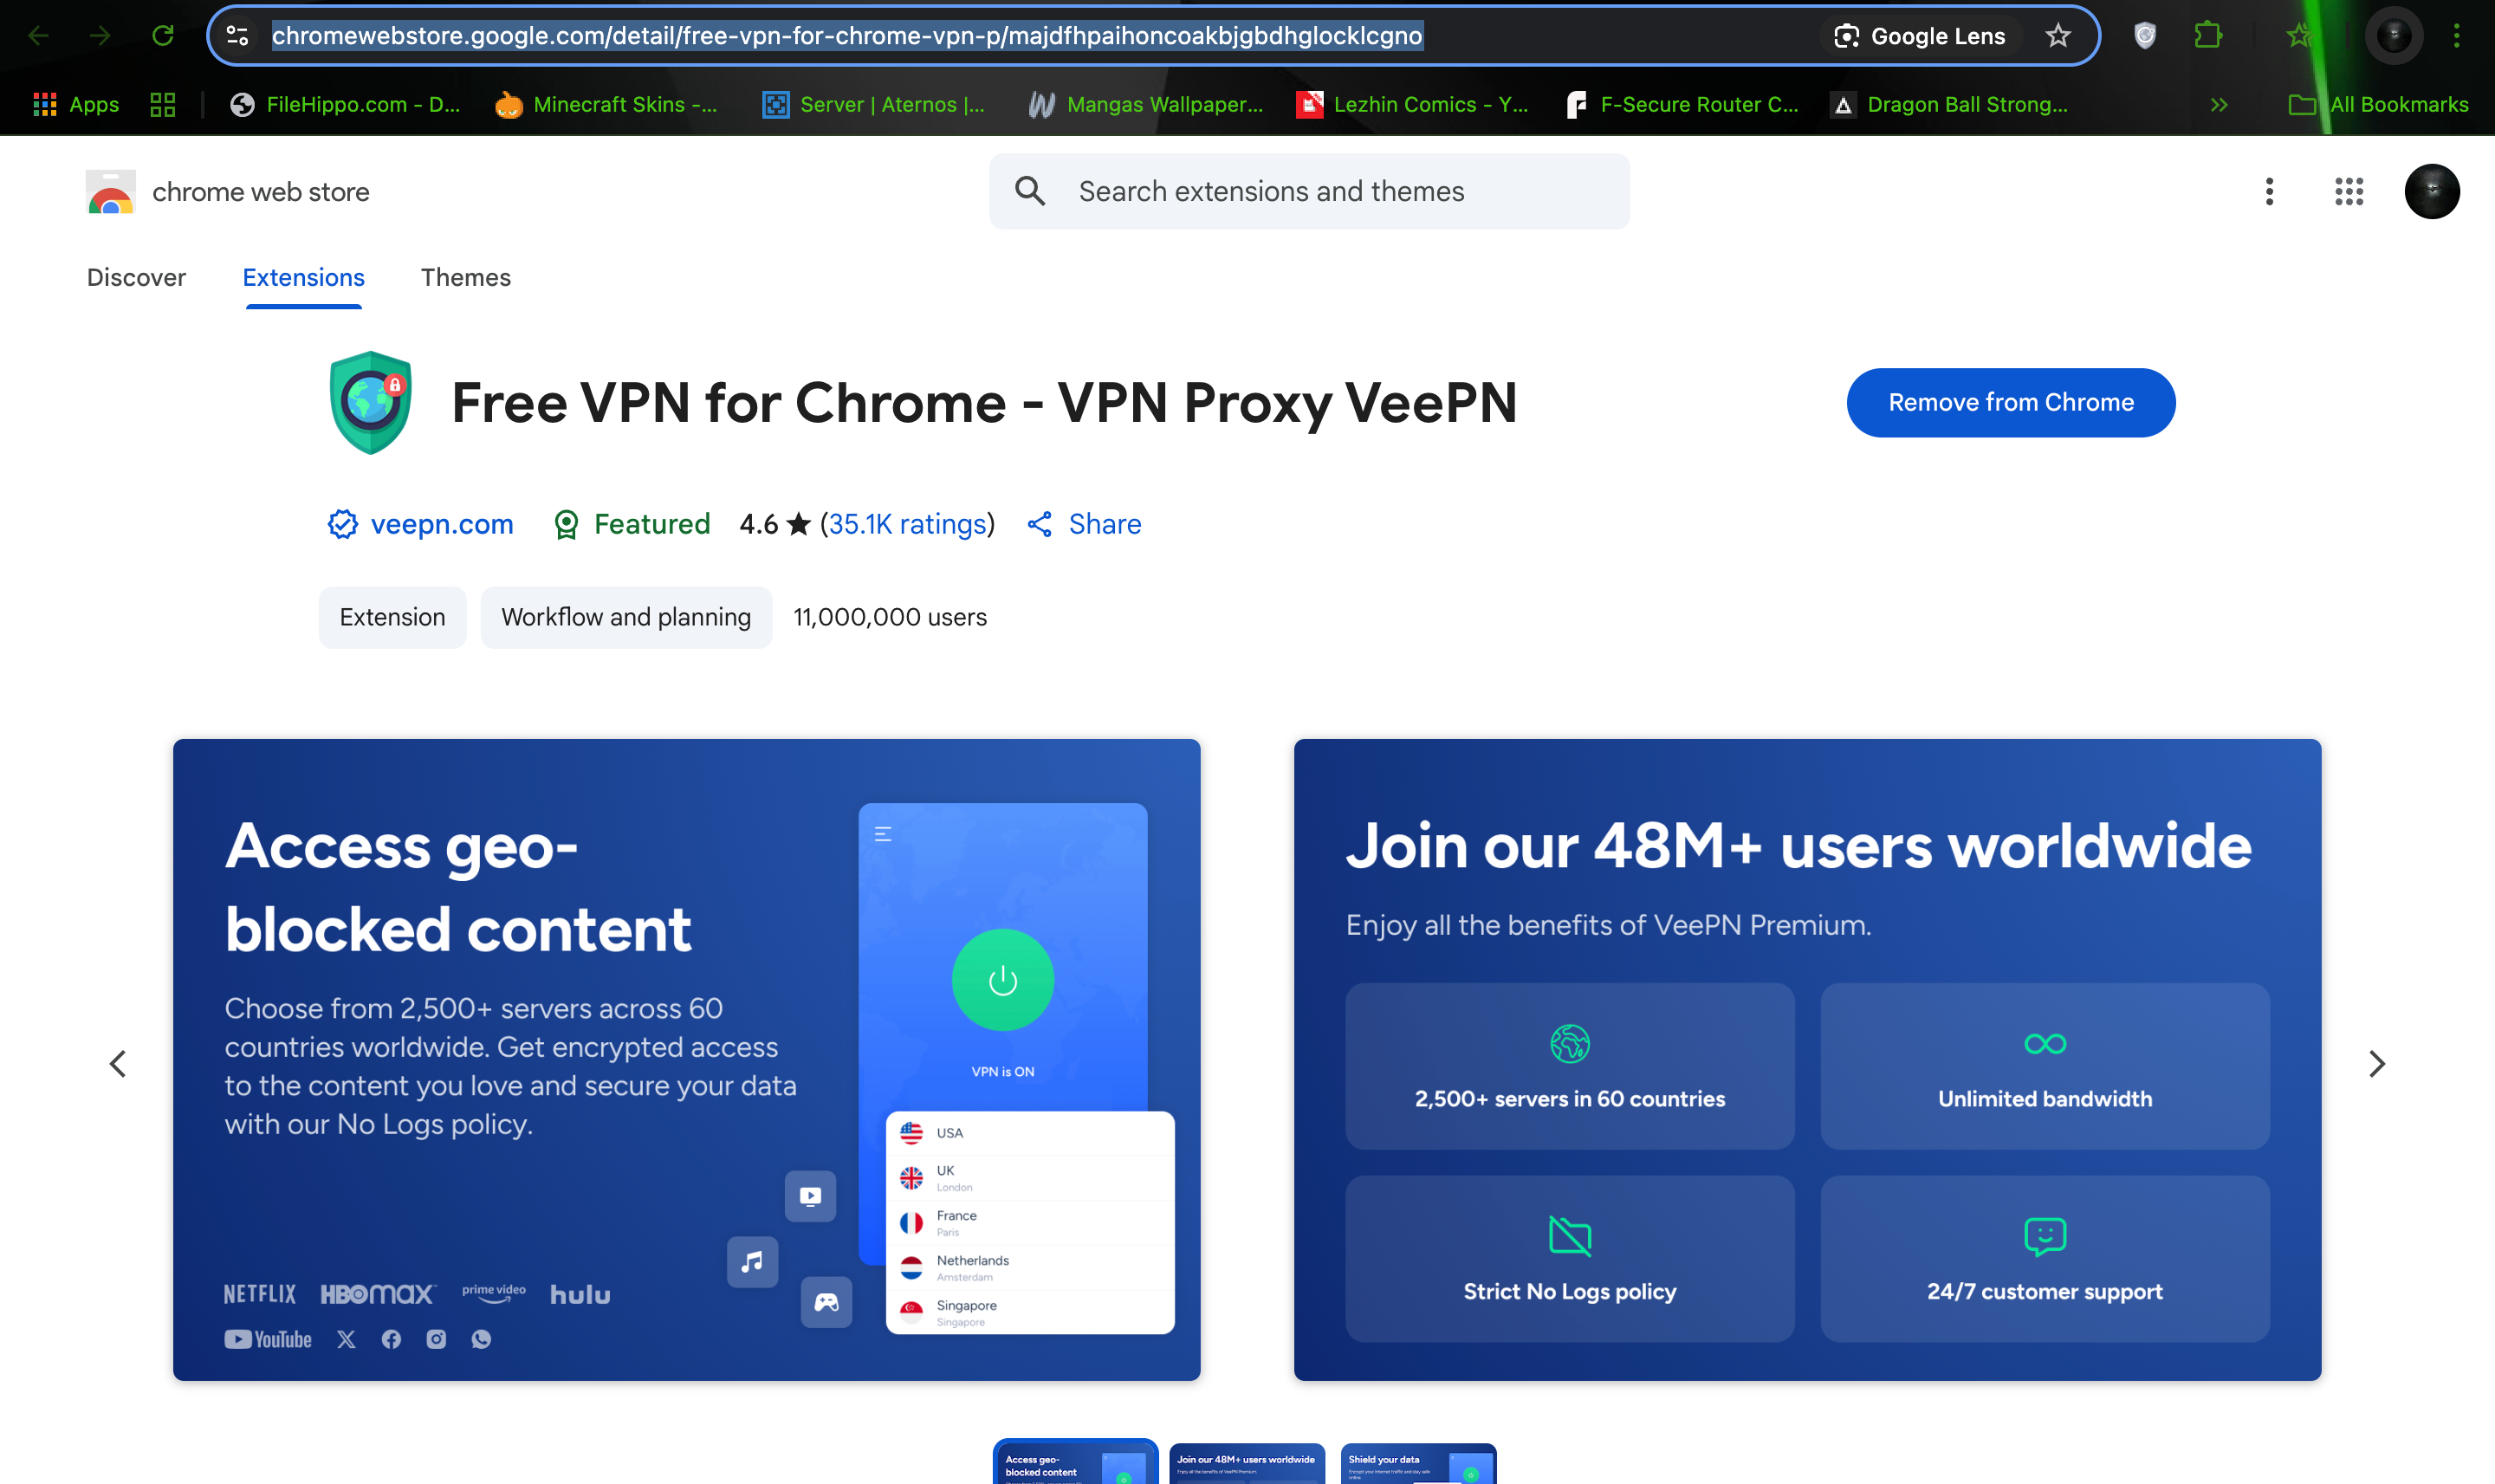 chromewebstore.google.com/detail/free-vpn-for-chrome-vpn-p/majdfhpaihoncoakbjgbdhglocklcgno
Google Lens
Apps
FileHippo.com - D...
Minecraft Skins -...
Server | Aternos |...
Mangas Wallpaper...
Lezhin Comics - Y...
F-Secure Router C...
Dragon Ball Strong...
All Bookmarks
chrome web store
Search extensions and themes
Discover
Extensions
Themes
Free VPN for Chrome - VPN Proxy VeePN
Remove from Chrome
veepn.com
Featured
4.6 ★ (35.1K ratings)
Share
Extension
Workflow and planning
11,000,000 users
Access geo-
blocked content
Choose from 2,500+ servers across 60
countries worldwide. Get encrypted access
to the content you love and secure your data
with our No Logs policy.
NETFLIX
HBOmax
prime video
hulu
YouTube
VPN is ON
USA
UK
London
France
Paris
Netherlands
Amsterdam
Singapore
Singapore
Join our 48M+ users worldwide
Enjoy all the benefits of VeePN Premium.
2,500+ servers in 60 countries
Unlimited bandwidth
Strict No Logs policy
24/7 customer support
Access geo-
blocked content
Join our 48M+ users worldwide
Enjoy all the benefits of VeePN Premium.
Shield your data